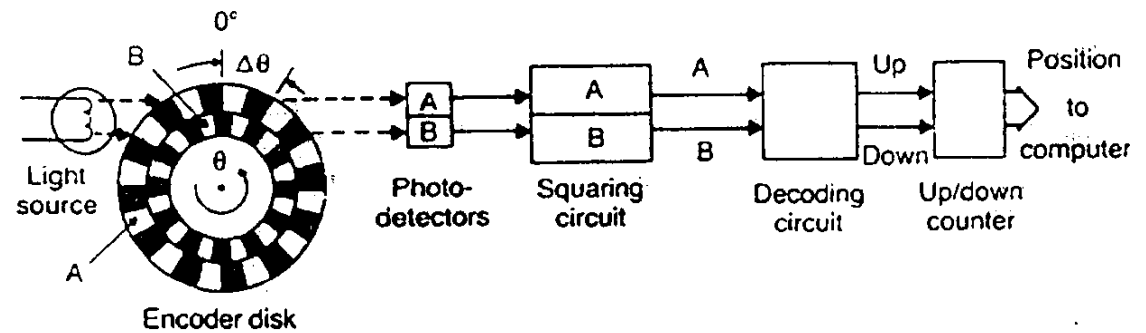 0°
B
Δθ
θ
A
Light
source
Encoder disk
A
B
Photo-
detectors
A
B
Squaring
circuit
A
B
Decoding
circuit
Up
Down
Up/down
counter
Position
to
computer